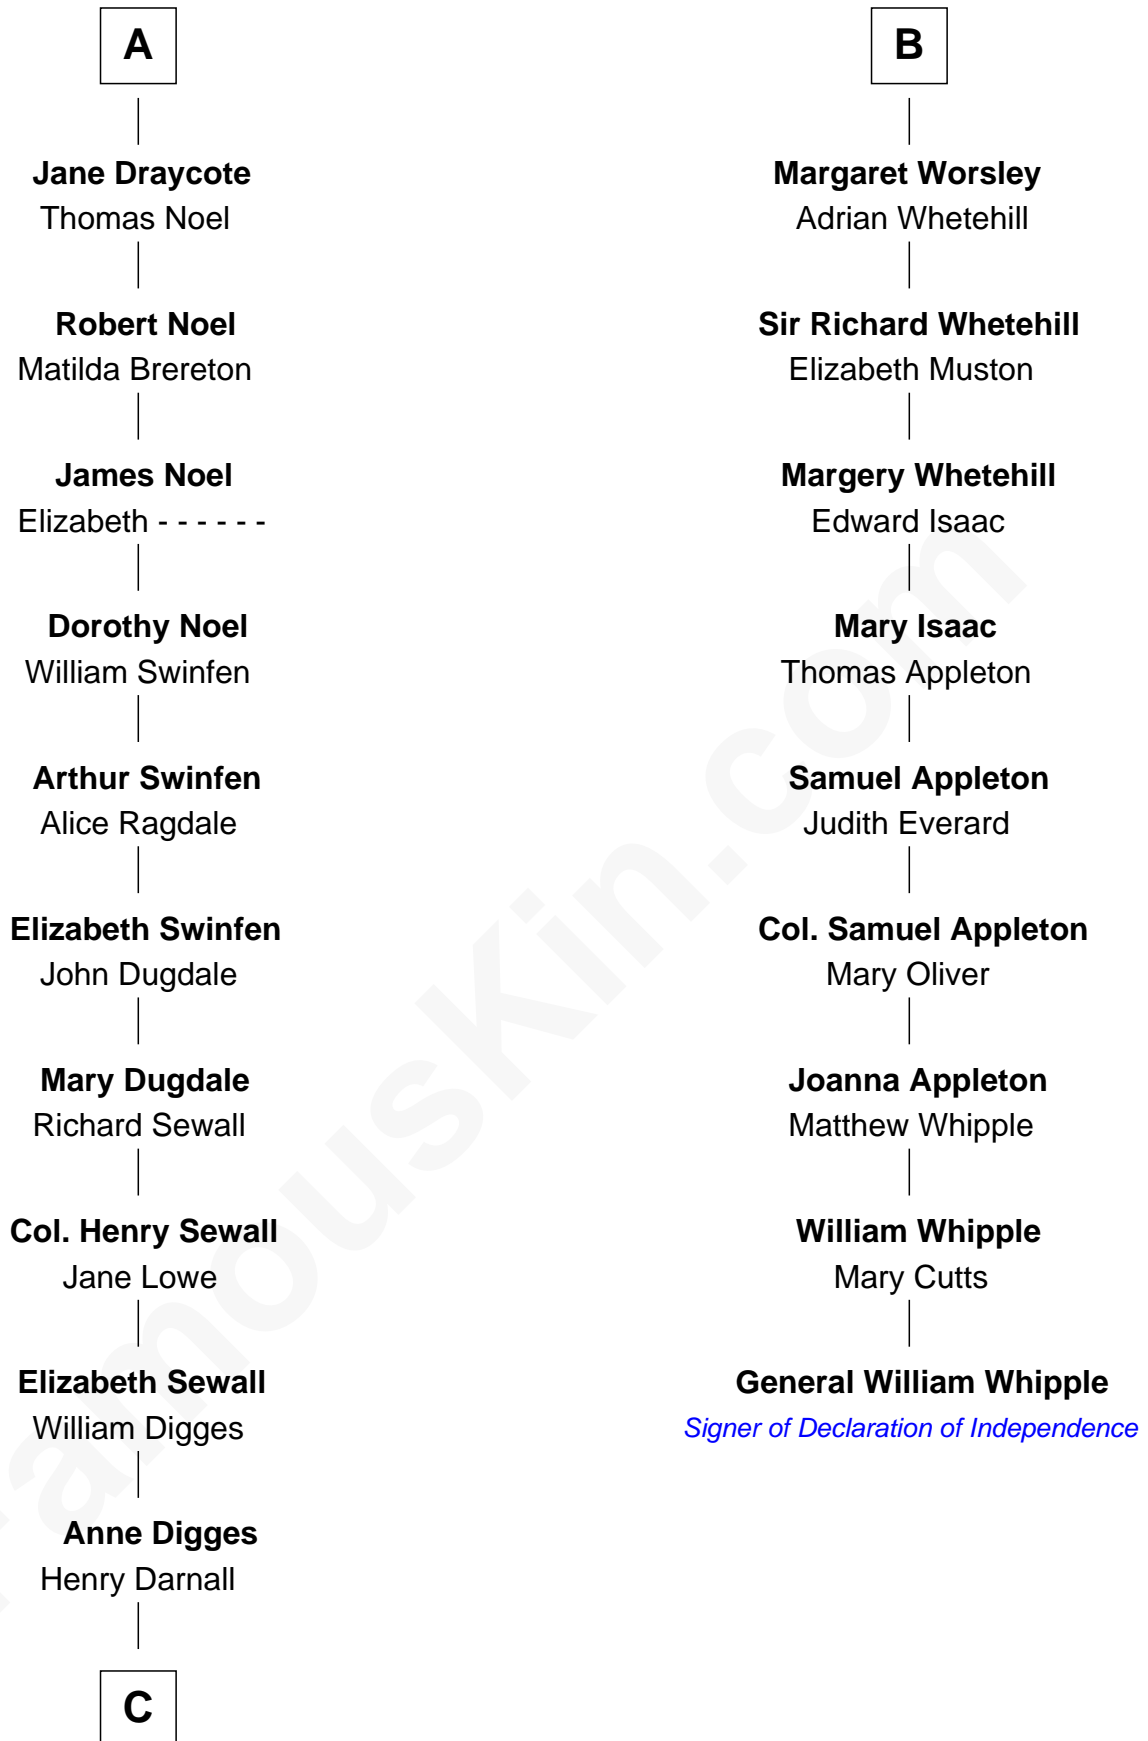 A
Jane Draycote
Thomas Noel
Robert Noel
Matilda Brereton
James Noel
Elizabeth - - - - - -
Dorothy Noel
William Swinfen
Arthur Swinfen
Alice Ragdale
Elizabeth Swinfen
John Dugdale
Mary Dugdale
Richard Sewall
Col. Henry Sewall
Jane Lowe
Elizabeth Sewall
William Digges
Anne Digges
Henry Darnall
C
B
Margaret Worsley
Adrian Whetehill
Sir Richard Whetehill
Elizabeth Muston
Margery Whetehill
Edward Isaac
Mary Isaac
Thomas Appleton
Samuel Appleton
Judith Everard
Col. Samuel Appleton
Mary Oliver
Joanna Appleton
Matthew Whipple
William Whipple
Mary Cutts
General William Whipple
Signer of Declaration of Independence
FamousKin.com